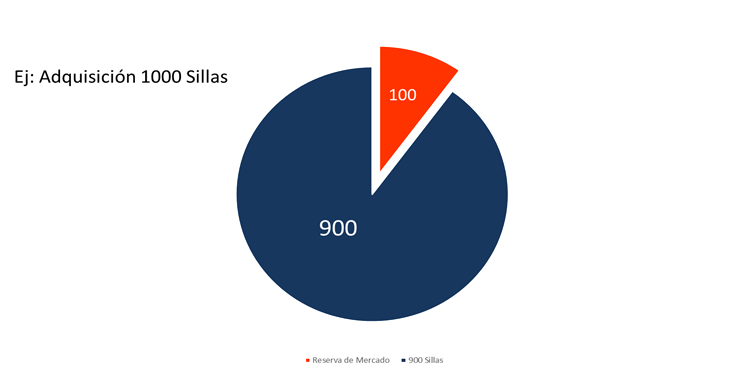 Ej: Adquisición 1000 Sillas
100
900
Reserva de Mercado
900 Sillas